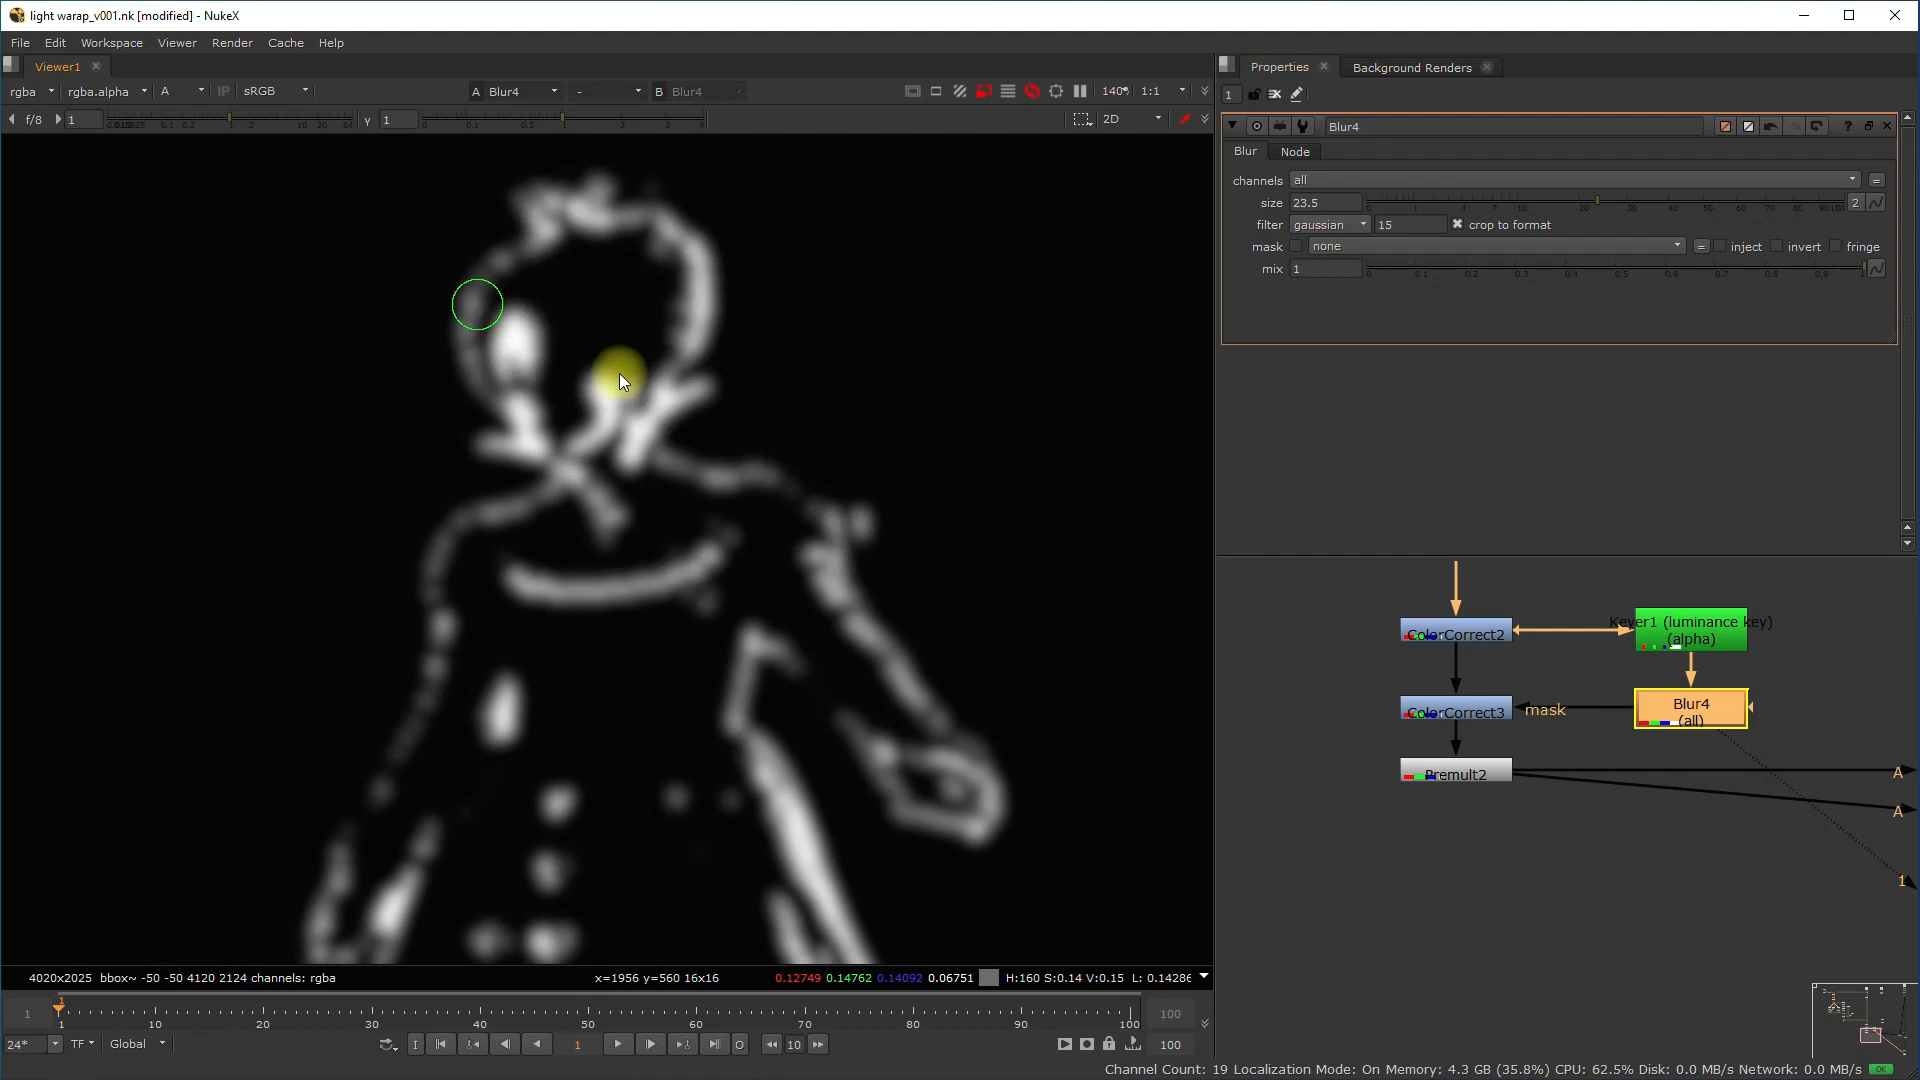 light warap_v001.nk [modified] - NukeX
File Edit Workspace Viewer Render Cache Help
Viewer1
Properties Background Renders
rgba rgba.alpha A IP sRGB A Blur4 - B Blur4 140% 1:1
1
f/8 1 y 1 2D
Blur4
Blur Node
channels all
size 23.5 2
filter gaussian 15 crop to format
mask none = inject invert fringe
mix 1
ColorCorrect2
Keyer1 (luminance key)
(alpha)
ColorCorrect3 mask
Blur4
(all)
Premult2
A
A
1
4020x2025 bbox~ -50 -50 4120 2124 channels: rgba x=1956 y=560 16x16 0.12749 0.14762 0.14092 0.06751 H:160 S:0.14 V:0.15 L: 0.14286
1 1 100
1 10 20 30 40 50 60 70 80 90 100
24* TF Global I 1 O 10 100
Channel Count: 19 Localization Mode: On Memory: 4.3 GB (35.8%) CPU: 62.5% Disk: 0.0 MB/s Network: 0.0 MB/s OK